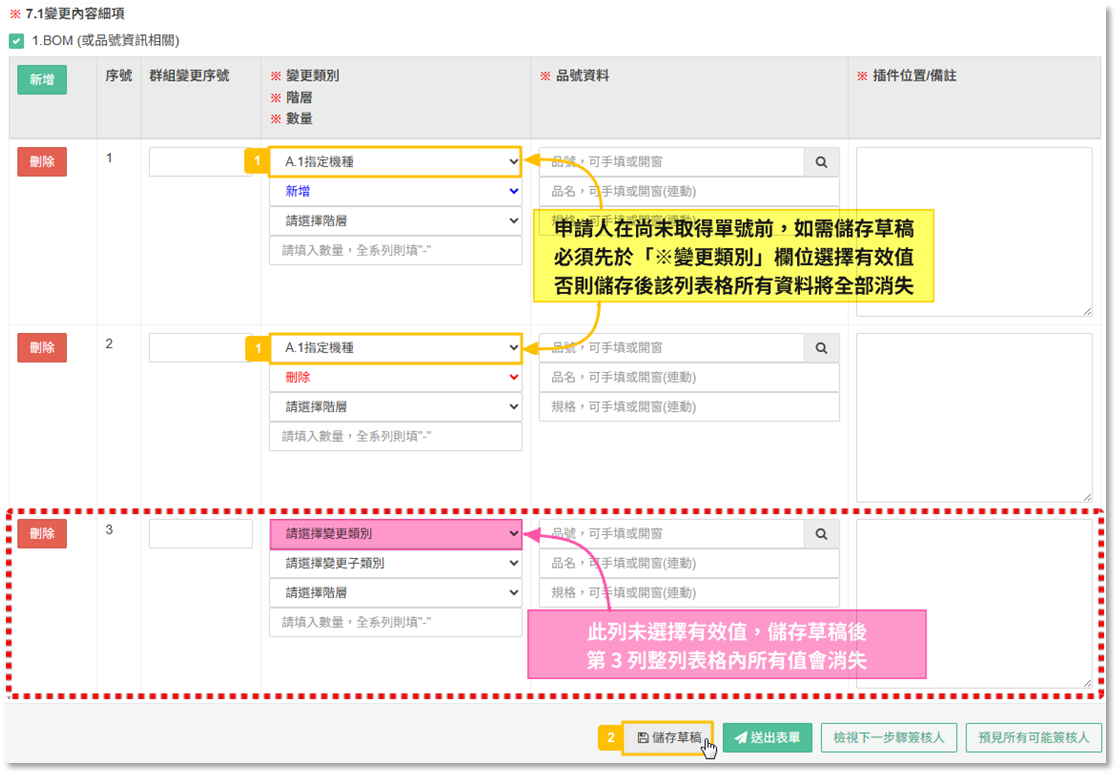 ※ 7.1變更內容細項
1.BOM (或品號資訊相關)
新增
序號
群組變更序號
※ 變更類別
※ 階層
※ 數量
※ 品號資料
※ 插件位置/備註
刪除
1
1
A.1指定機種
新增
請選擇階層
請填入數量，全系列則填"-"
品號，可手填或開窗
品名，可手填或開窗(連動)
規格，可手填或開窗(連動)
申請人在尚未取得單號前，如需儲存草稿
必須先於「※變更類別」欄位選擇有效值
否則儲存後該列表格所有資料將全部消失
刪除
2
1
A.1指定機種
刪除
請選擇階層
請填入數量，全系列則填"-"
品號，可手填或開窗
品名，可手填或開窗(連動)
規格，可手填或開窗(連動)
刪除
3
請選擇變更類別
請選擇變更子類別
請選擇階層
請填入數量，全系列則填"-"
品號，可手填或開窗
品名，可手填或開窗(連動)
規格，可手填或開窗(連動)
此列未選擇有效值，儲存草稿後
第 3 列整列表格內所有值會消失
2
儲存草稿
送出表單
檢視下一步驟簽核人
預見所有可能簽核人